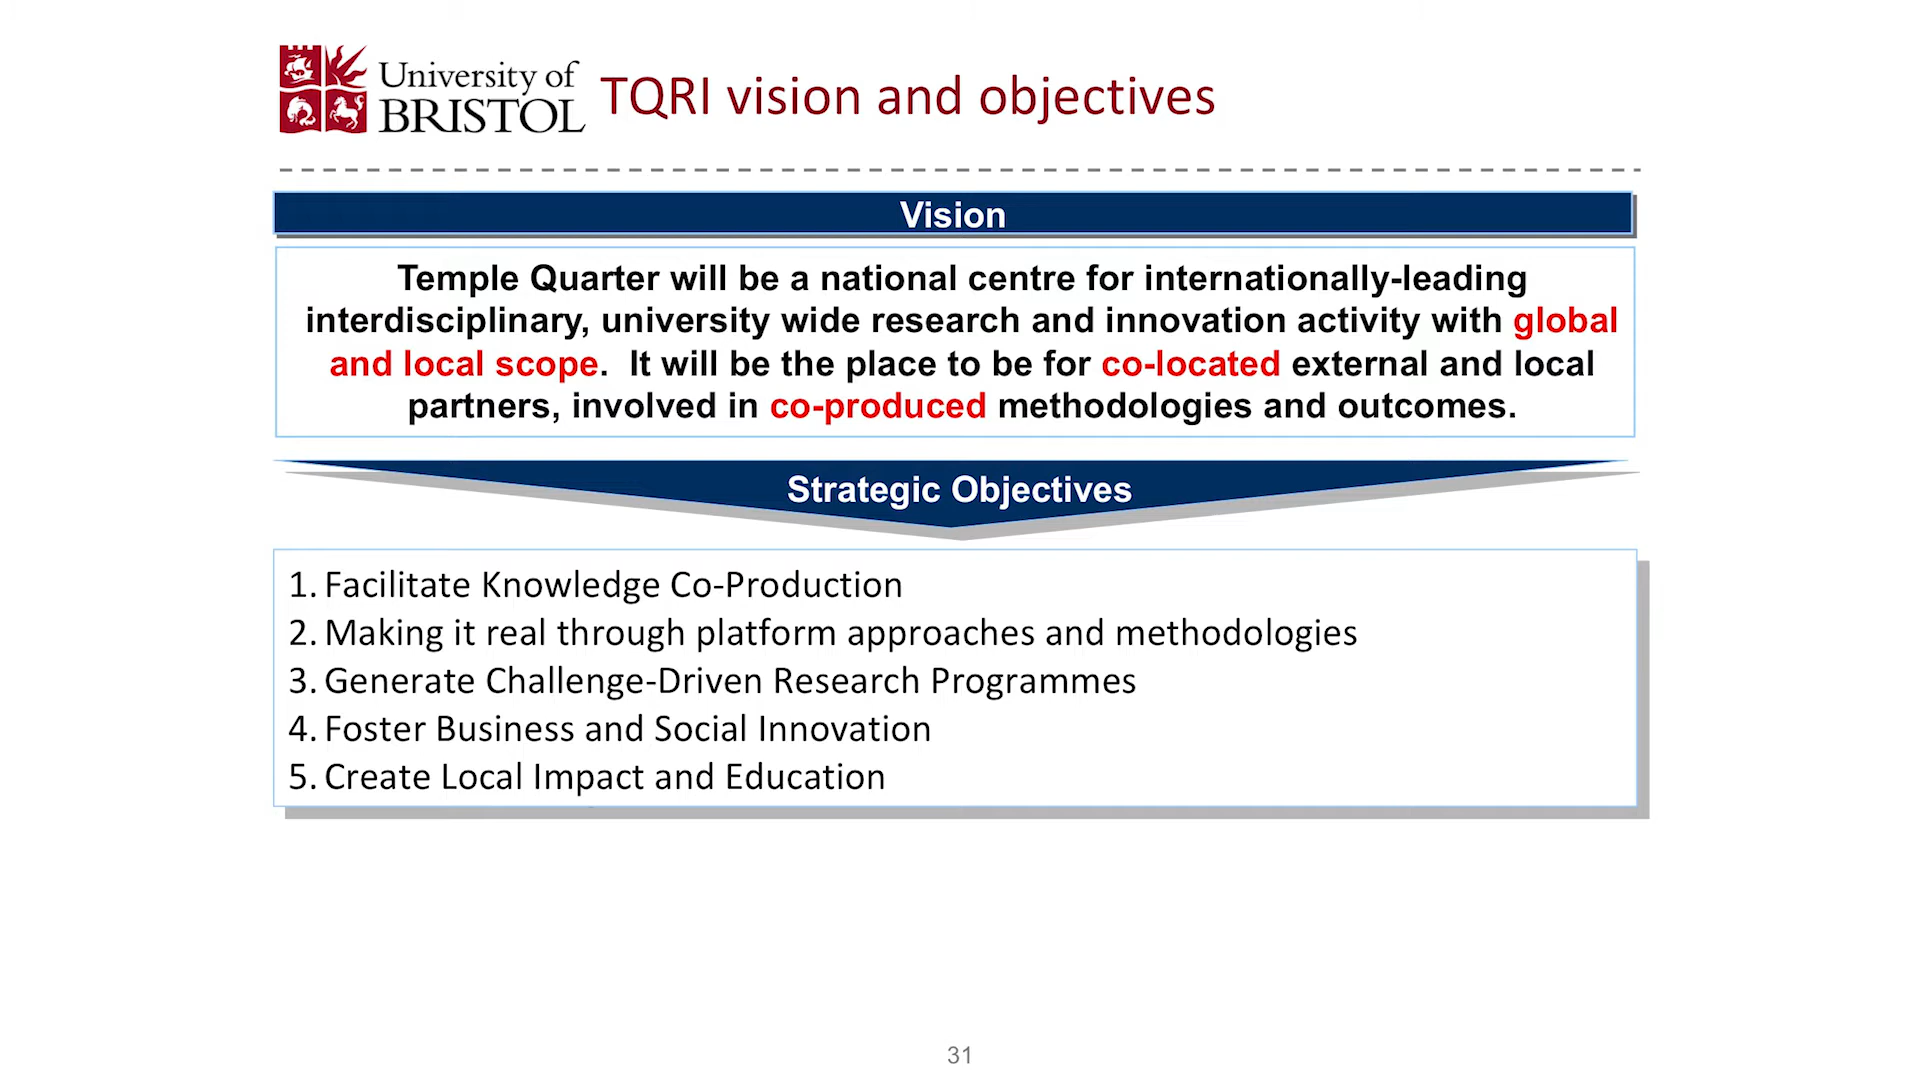 University of
BRISTOL
TQRI vision and objectives
Vision
Temple Quarter will be a national centre for internationally-leading
interdisciplinary, university wide research and innovation activity with global
and local scope.  It will be the place to be for co-located external and local
partners, involved in co-produced methodologies and outcomes.
Strategic Objectives
1. Facilitate Knowledge Co-Production
2. Making it real through platform approaches and methodologies
3. Generate Challenge-Driven Research Programmes
4. Foster Business and Social Innovation
5. Create Local Impact and Education
31